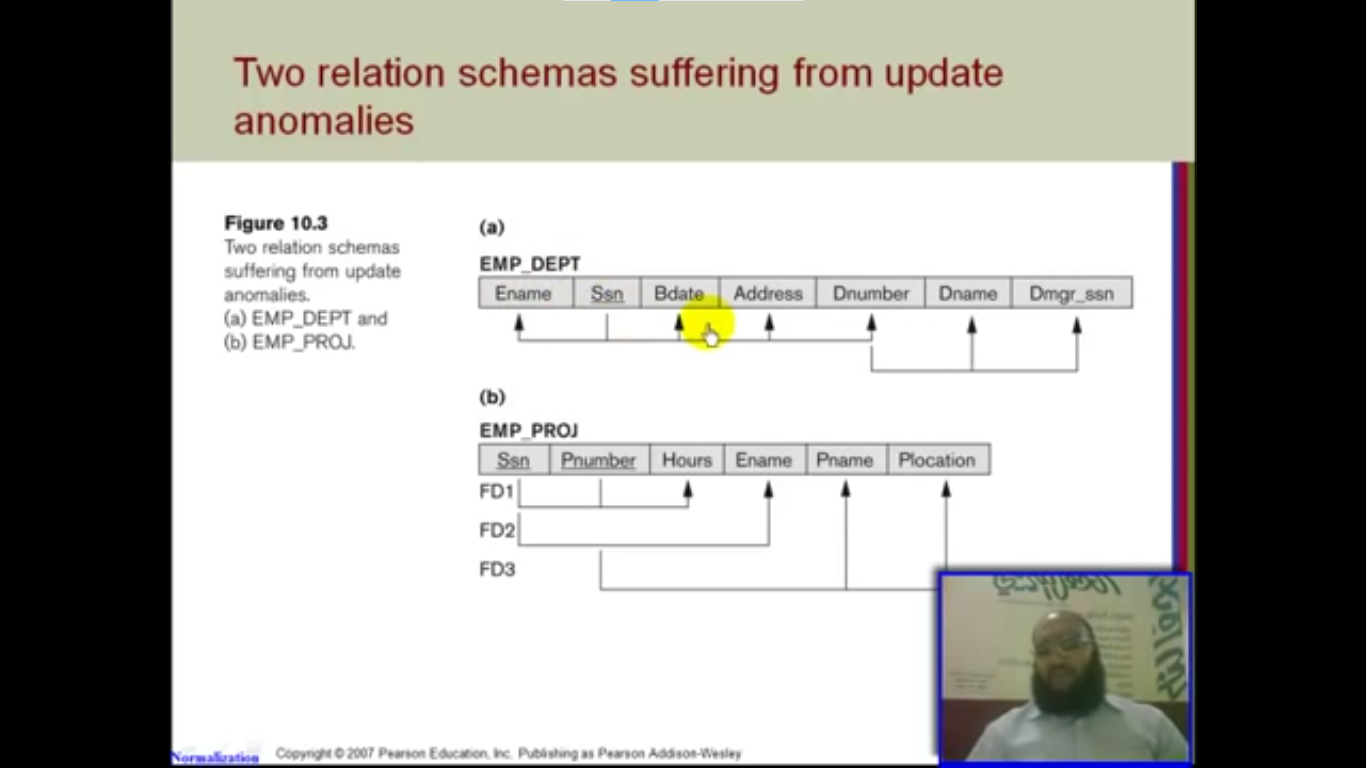 Two relation schemas suffering from update
anomalies
Figure 10.3
Two relation schemas
suffering from update
anomalies.
(a) EMP_DEPT and
(b) EMP_PROJ.
(a)
EMP_DEPT
Ename Ssn Bdate Address Dnumber Dname Dmgr_ssn
(b)
EMP_PROJ
Ssn Pnumber Hours Ename Pname Plocation
FD1
FD2
FD3
Normalization
Copyright © 2007 Pearson Education, Inc. Publishing as Pearson Addison-Wesley